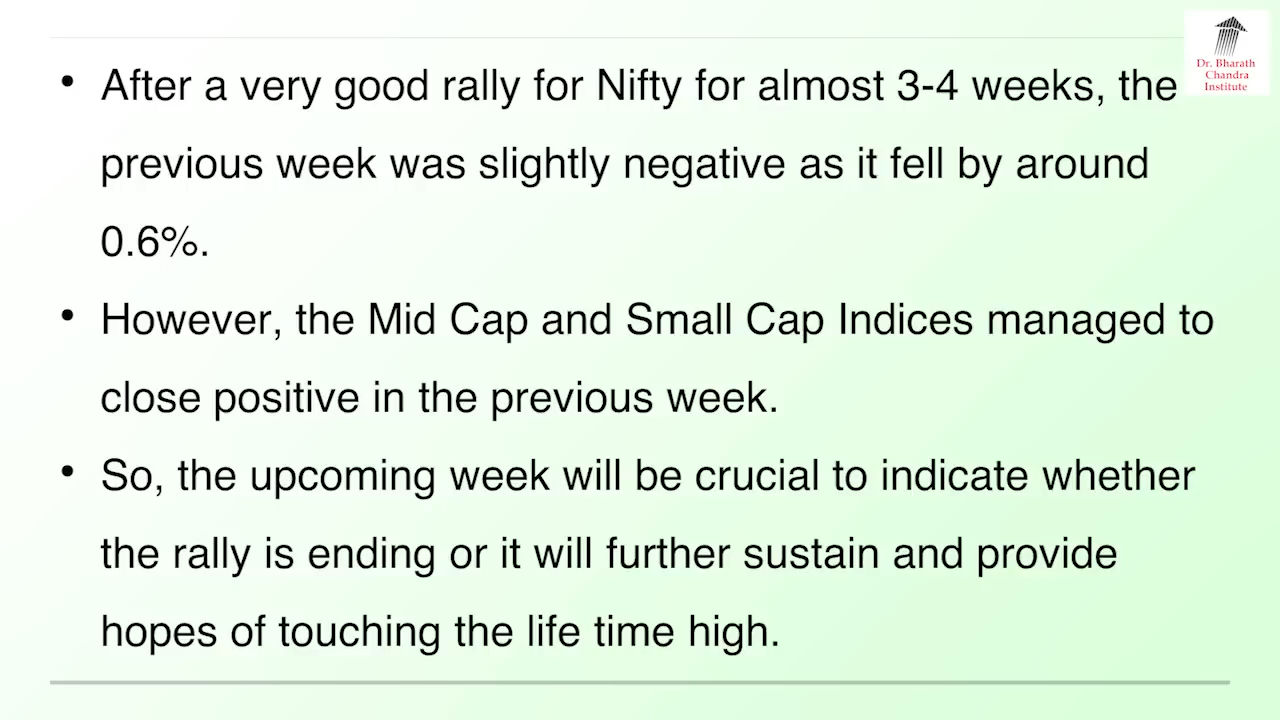 Dr. Bharath
Chandra
Institute
• After a very good rally for Nifty for almost 3-4 weeks, the
previous week was slightly negative as it fell by around
0.6%.
• However, the Mid Cap and Small Cap Indices managed to
close positive in the previous week.
• So, the upcoming week will be crucial to indicate whether
the rally is ending or it will further sustain and provide
hopes of touching the life time high.